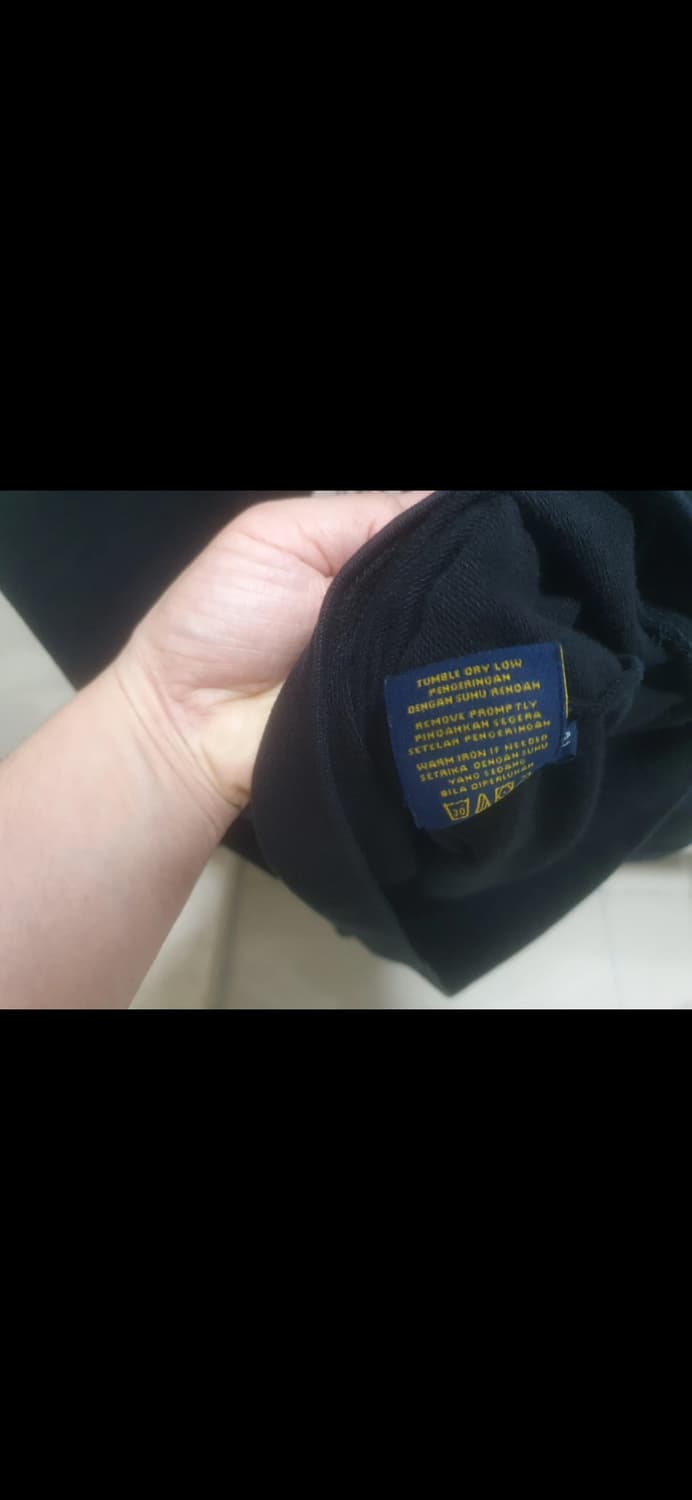 TUMBLE DRY LOW
PENGERINGAN
DENGAN SUHU RENDAH
REMOVE PROMPTLY
PINDAHKAN SEGERA
SETELAH PENGERINGAN
WARM IRON IF NEEDED
SETRIKA DENGAN SUHU
YANG SEDANG
BILA DIPERLUKAN
30